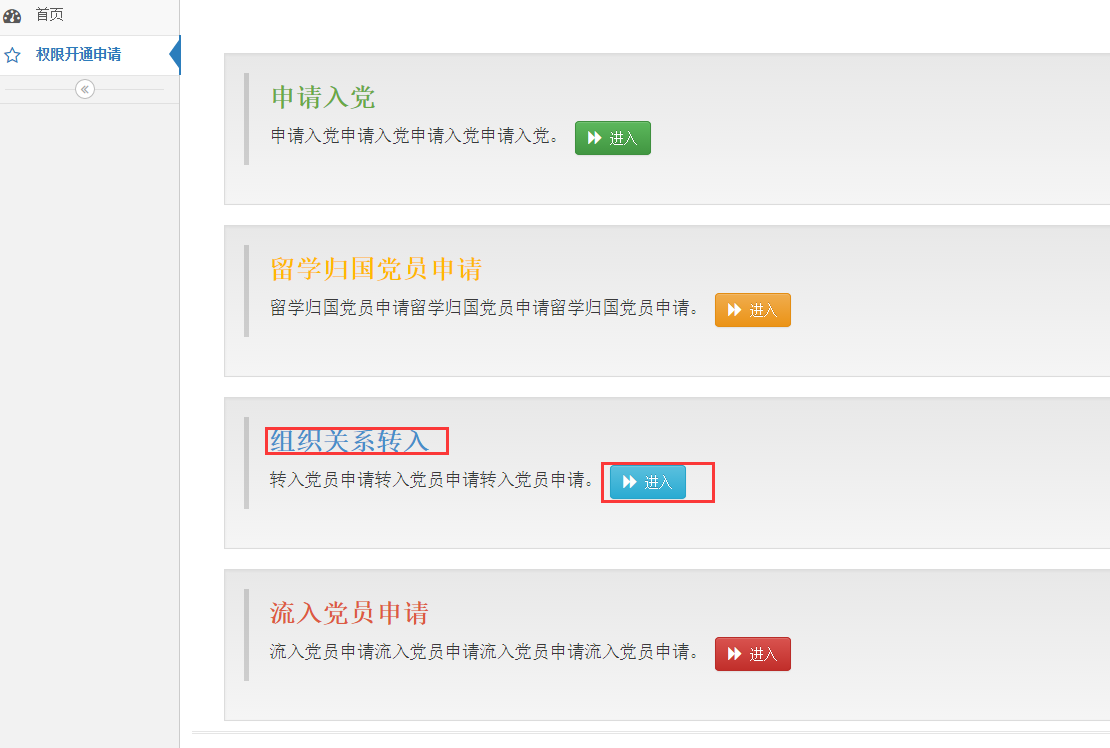 首页
权限开通申请
申请入党
申请入党申请入党申请入党申请入党。 进入
留学归国党员申请
留学归国党员申请留学归国党员申请留学归国党员申请。 进入
组织关系转入
转入党员申请转入党员申请转入党员申请。 进入
流入党员申请
流入党员申请流入党员申请流入党员申请流入党员申请。 进入